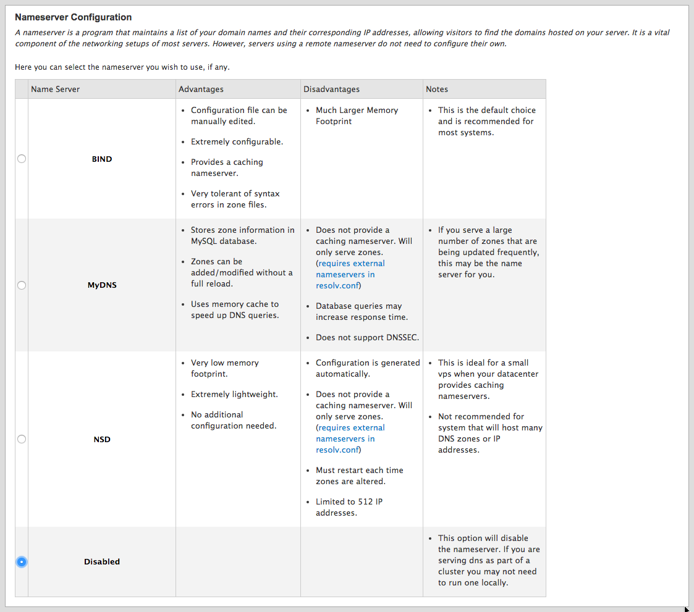 Nameserver Configuration
A nameserver is a program that maintains a list of your domain names and their corresponding IP addresses, allowing visitors to find the domains hosted on your server. It is a vital
component of the networking setups of most servers. However, servers using a remote nameserver do not need to configure their own.
Here you can select the nameserver you wish to use, if any.
Name Server
Advantages
Disadvantages
Notes
BIND
• Configuration file can be
manually edited.
• Extremely configurable.
• Provides a caching
nameserver.
• Very tolerant of syntax
errors in zone files.
• Much Larger Memory
Footprint
• This is the default choice
and is recommended for
most systems.
MyDNS
• Stores zone information in
MySQL database.
• Zones can be
added/modified without a
full reload.
• Uses memory cache to
speed up DNS queries.
• Does not provide a
caching nameserver. Will
only serve zones.
(requires external
nameservers in
resolv.conf)
• Database queries may
increase response time.
• Does not support DNSSEC.
• If you serve a large
number of zones that are
being updated frequently,
this may be the name
server for you.
NSD
• Very low memory
footprint.
• Extremely lightweight.
• No additional
configuration needed.
• Configuration is generated
automatically.
• Does not provide a
caching nameserver. Will
only serve zones.
(requires external
nameservers in
resolv.conf)
• Must restart each time
zones are altered.
• Limited to 512 IP
addresses.
• This is ideal for a small
vps when your datacenter
provides caching
nameservers.
• Not recommended for
system that will host many
DNS zones or IP
addresses.
Disabled
• This option will disable
the nameserver. If you are
serving dns as part of a
cluster you may not need
to run one locally.